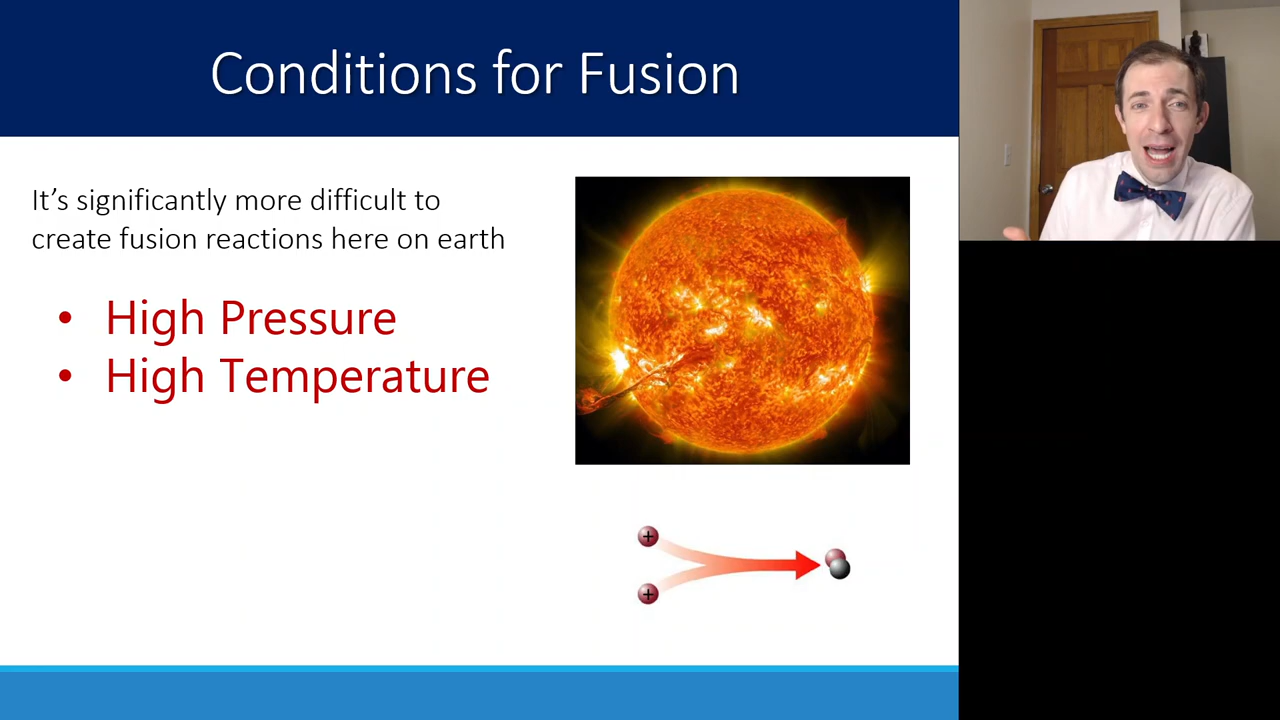 Conditions for Fusion
It’s significantly more difficult to
create fusion reactions here on earth
• High Pressure
• High Temperature
+
+